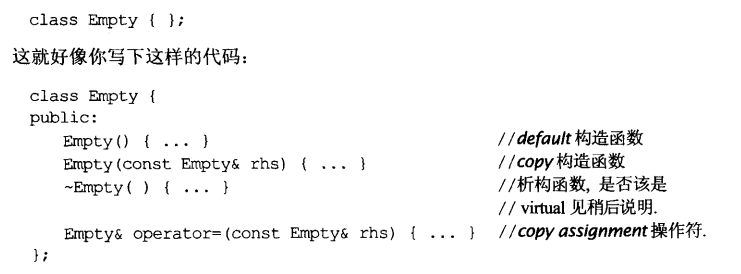 class Empty { };
这就好像你写下这样的代码：
class Empty {
public:
Empty() { ... } //default 构造函数
Empty(const Empty& rhs) { ... } //copy 构造函数
~Empty( ) { ... } //析构函数, 是否该是
// virtual 见稍后说明.
Empty& operator=(const Empty& rhs) { ... } //copy assignment 操作符.
};